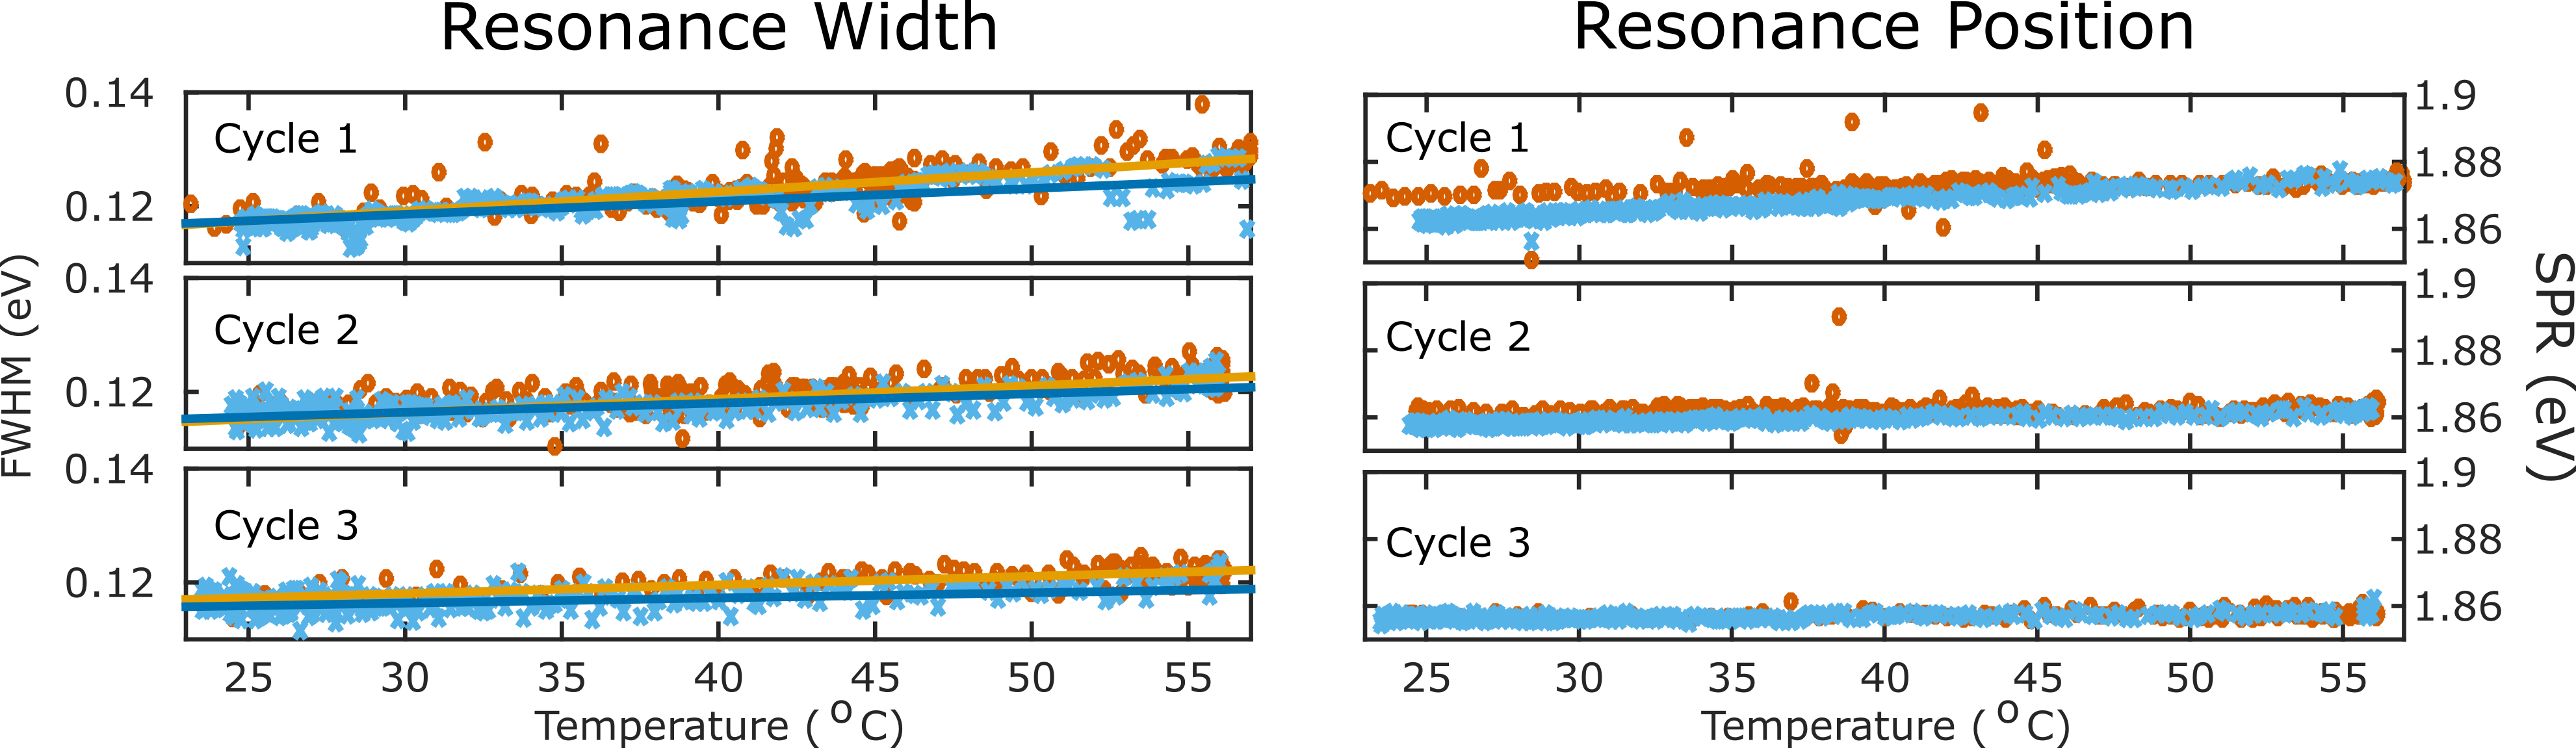 Resonance Width
Resonance Position
FWHM (eV)
0.14
Cycle 1
0.12
0.14
Cycle 2
0.12
0.14
Cycle 3
0.12
25 30 35 40 45 50 55
Temperature (°C)
Cycle 1
1.9
1.88
1.86
Cycle 2
1.9
1.88
1.86
Cycle 3
1.9
1.88
1.86
25 30 35 40 45 50 55
Temperature (°C)
SPR (eV)